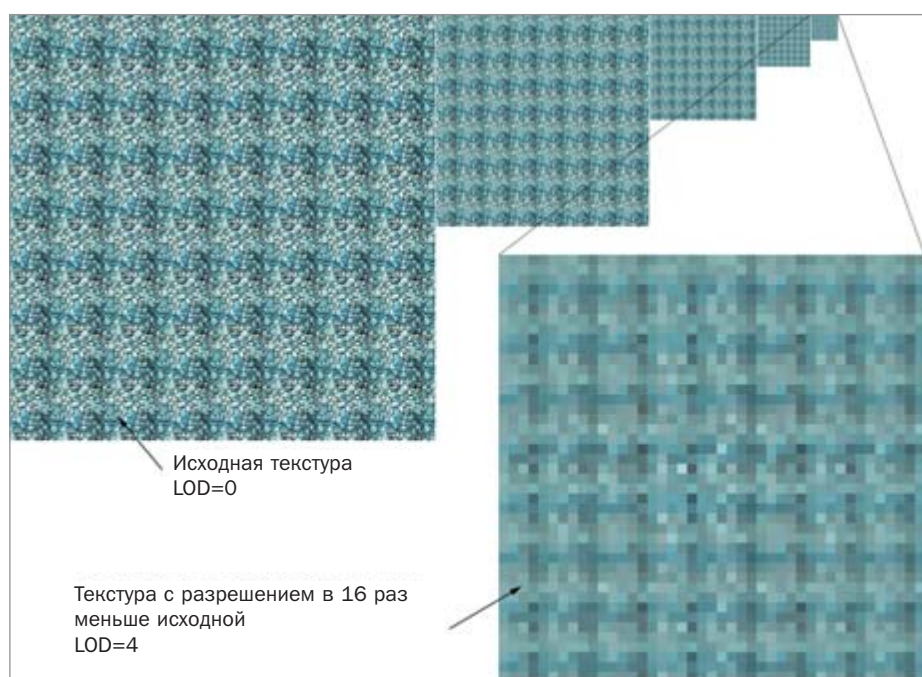 Исходная текстура
LOD=0
Текстура с разрешением в 16 раз
меньше исходной
LOD=4